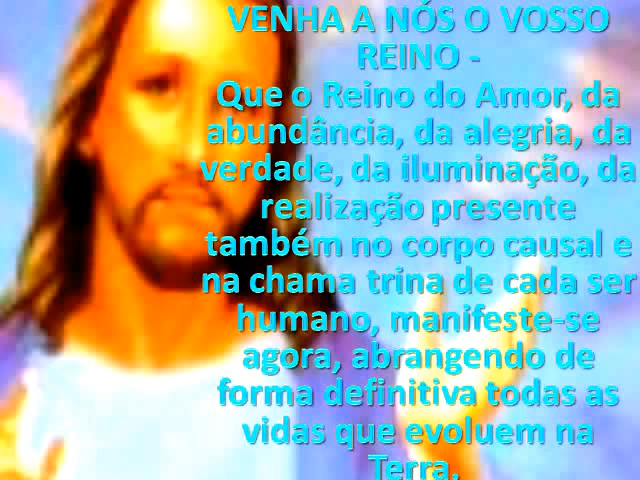 VENHA A NÓS O VOSSO
REINO -
Que o Reino do Amor, da
abundância, da alegria, da
verdade, da iluminação, da
realização presente
também no corpo causal e
na chama trina de cada ser
humano, manifeste-se
agora, abrangendo de
forma definitiva todas as
vidas que evoluem na
Terra.